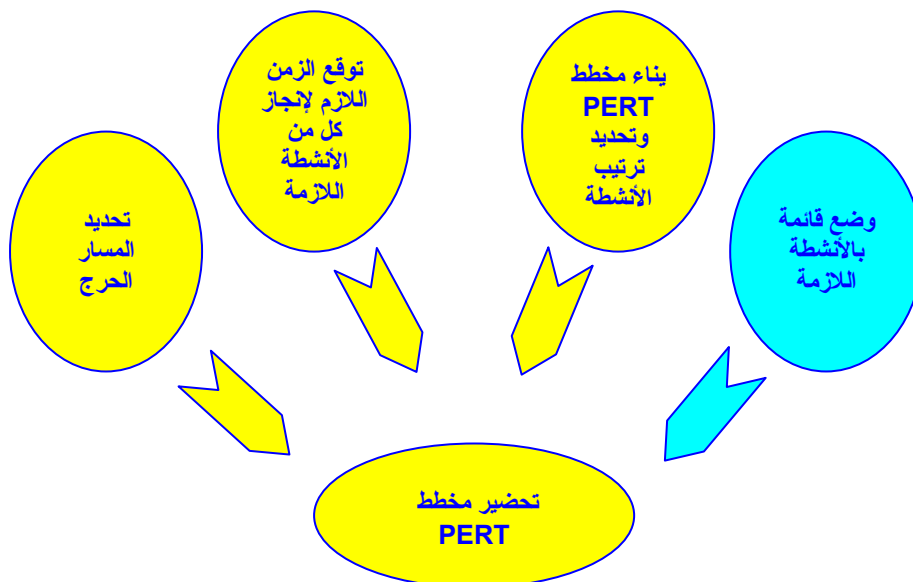 وضع قائمة
بالأنشطة
اللازمة
بناء مخطط
PERT
وتحديد
ترتيب
الأنشطة
توقع الزمن
اللازم لإنجاز
كل من
الأنشطة
اللازمة
تحديد
المسار
الحرج
تحضير مخطط
PERT